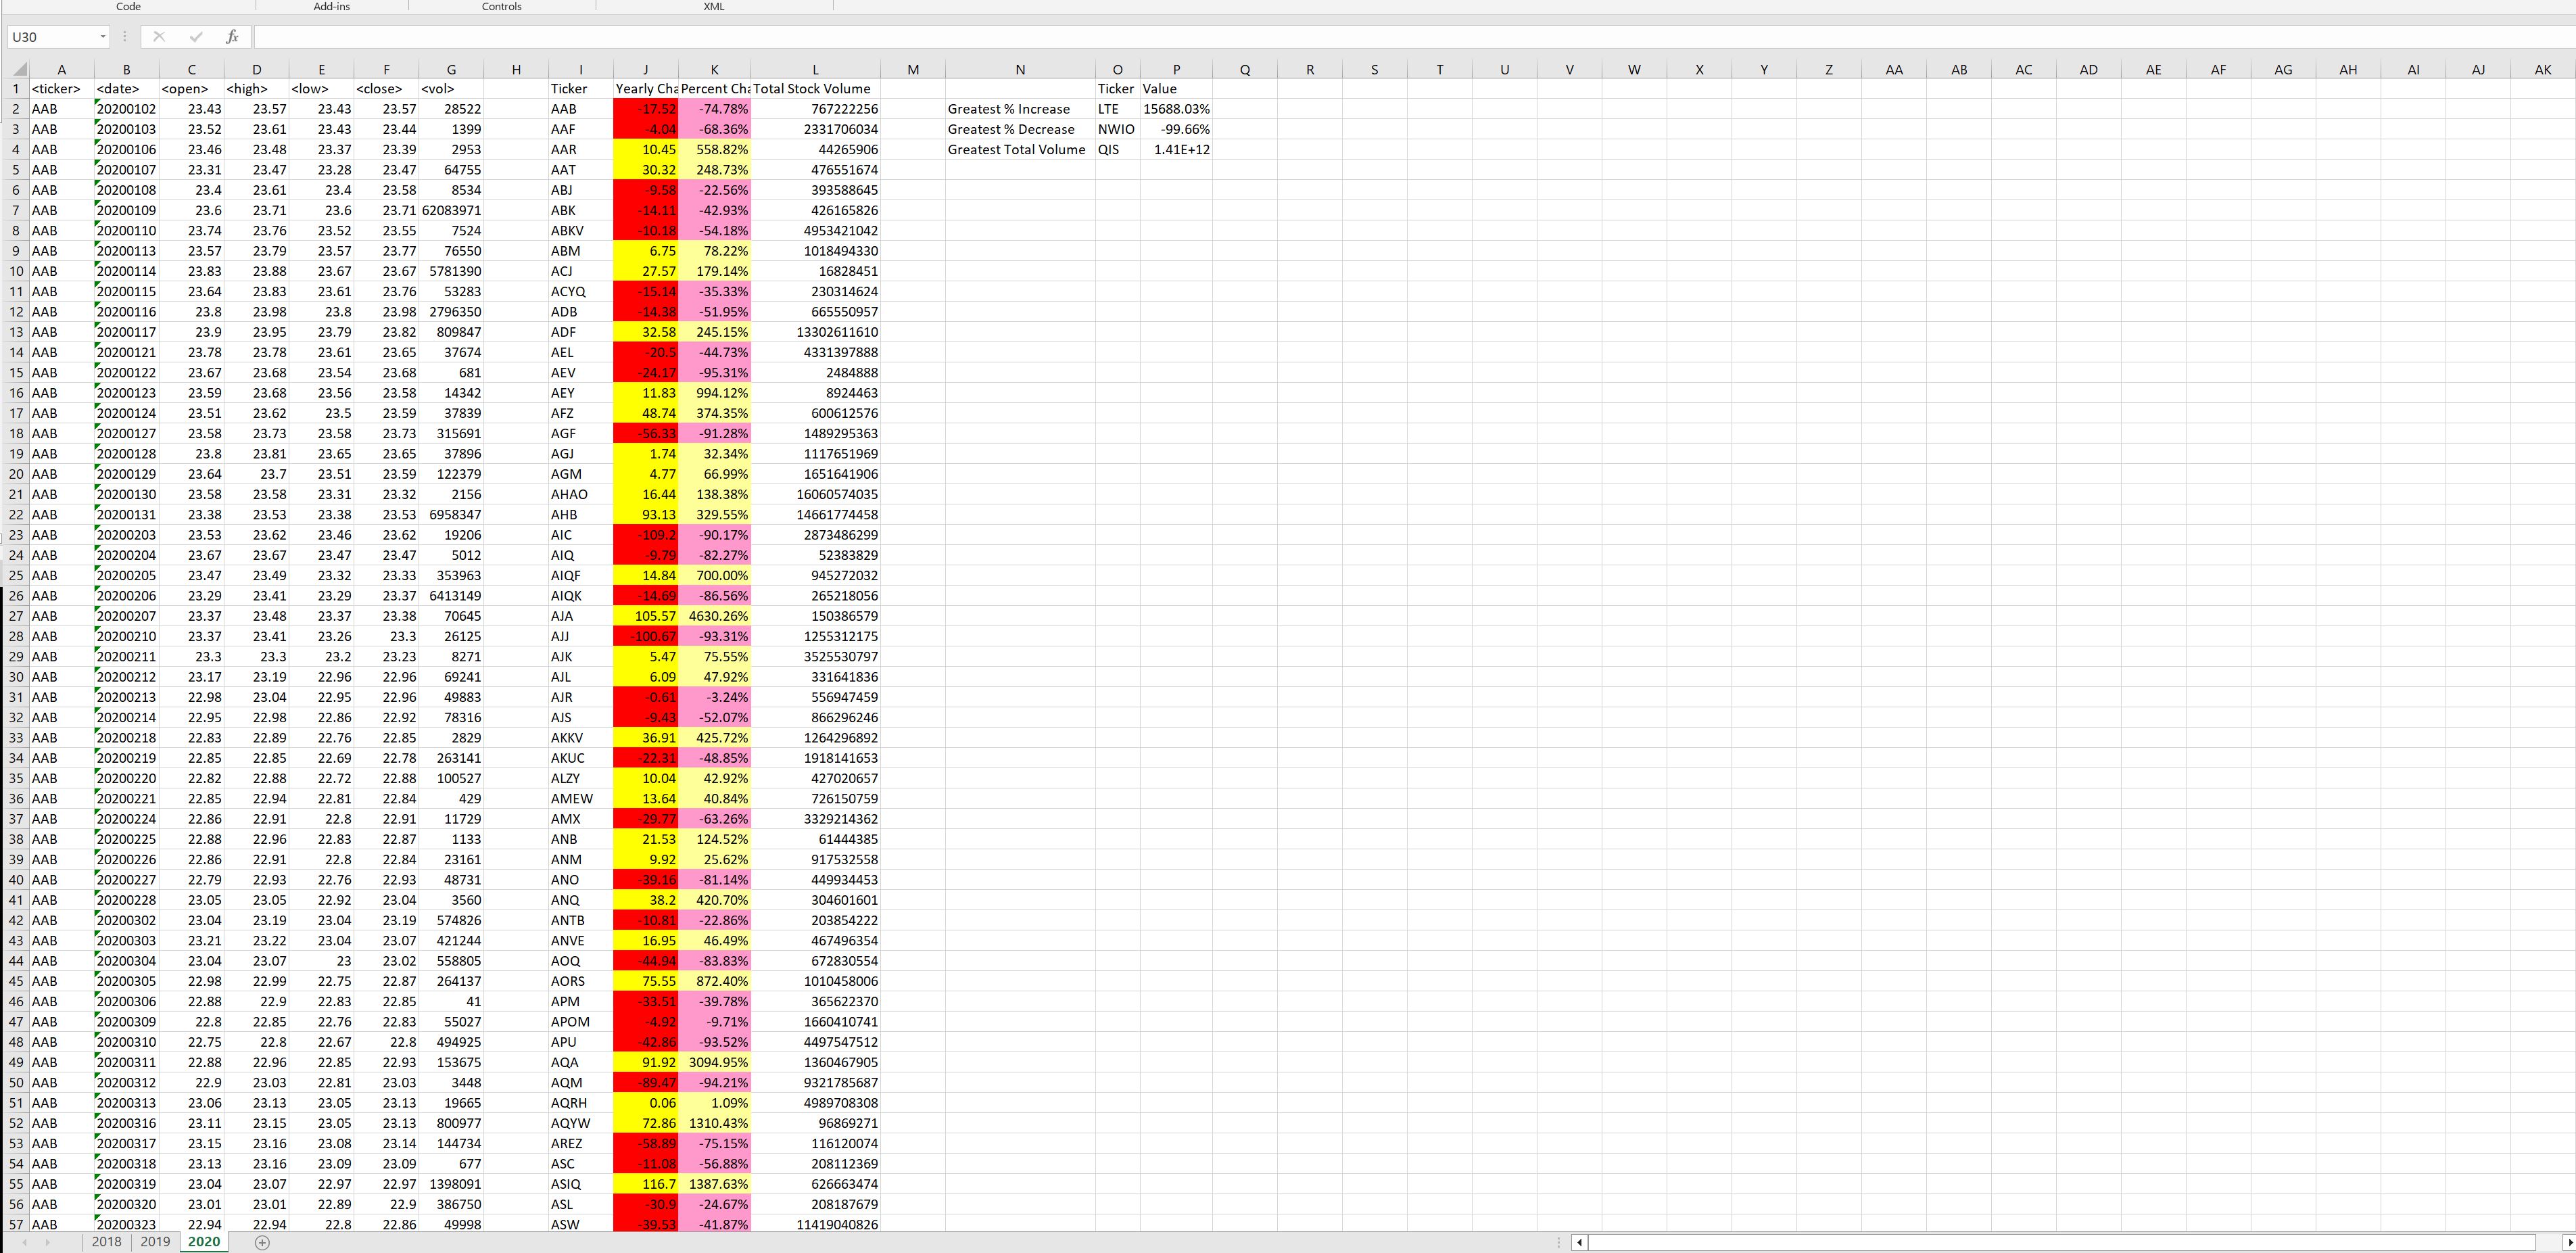 Code Add-ins Controls XML
U30 fx
A B C D E F G H I J K L M N O P Q R S T U V W X Y Z AA AB AC AD AE AF AG AH AI AJ AK
1 <ticker> <date> <open> <high> <low> <close> <vol> Ticker Yearly Cha Percent Cha Total Stock Volume Ticker Value
2 AAB 20200102 23.43 23.57 23.43 23.57 28522 AAB -17.52 -74.78% 767222256 Greatest % Increase LTE 15688.03%
3 AAB 20200103 23.52 23.61 23.43 23.44 1399 AAF -4.04 -68.36% 2331706034 Greatest % Decrease NWIO -99.66%
4 AAB 20200106 23.46 23.48 23.37 23.39 2953 AAR 10.45 558.82% 44265906 Greatest Total Volume QIS 1.41E+12
5 AAB 20200107 23.31 23.47 23.28 23.47 64755 AAT 30.32 248.73% 476551674
6 AAB 20200108 23.4 23.61 23.4 23.58 8534 ABJ -9.58 -22.56% 393588645
7 AAB 20200109 23.6 23.71 23.6 23.71 62083971 ABK -14.11 -42.93% 426165826
8 AAB 20200110 23.74 23.76 23.52 23.55 7524 ABKV -10.18 -54.18% 4953421042
9 AAB 20200113 23.57 23.79 23.57 23.77 76550 ABM 6.75 78.22% 1018494330
10 AAB 20200114 23.83 23.88 23.67 23.67 5781390 ACJ 27.57 179.14% 16828451
11 AAB 20200115 23.64 23.83 23.61 23.76 53283 ACYQ -15.14 -35.33% 230314624
12 AAB 20200116 23.8 23.98 23.8 23.98 2796350 ADB -14.38 -51.95% 665550957
13 AAB 20200117 23.9 23.95 23.79 23.82 809847 ADF 32.58 245.15% 13302611610
14 AAB 20200121 23.78 23.78 23.61 23.65 37674 AEL -20.5 -44.73% 4331397888
15 AAB 20200122 23.67 23.68 23.54 23.68 681 AEV -24.17 -95.31% 2484888
16 AAB 20200123 23.59 23.68 23.56 23.58 14342 AEY 11.83 994.12% 8924463
17 AAB 20200124 23.51 23.62 23.5 23.59 37839 AFZ 48.74 374.35% 600612576
18 AAB 20200127 23.58 23.73 23.58 23.73 315691 AGF -56.33 -91.28% 1489295363
19 AAB 20200128 23.8 23.81 23.65 23.65 37896 AGJ 1.74 32.34% 1117651969
20 AAB 20200129 23.64 23.7 23.51 23.59 122379 AGM 4.77 66.99% 1651641906
21 AAB 20200130 23.58 23.58 23.31 23.32 2156 AHAO 16.44 138.38% 16060574035
22 AAB 20200131 23.38 23.53 23.38 23.53 6958347 AHB 93.13 329.55% 14661774458
23 AAB 20200203 23.53 23.62 23.46 23.62 19206 AIC -109.2 -90.17% 2873486299
24 AAB 20200204 23.67 23.67 23.47 23.47 5012 AIQ -9.79 -82.27% 52383829
25 AAB 20200205 23.47 23.49 23.32 23.33 353963 AIQF 14.84 700.00% 945272032
26 AAB 20200206 23.29 23.41 23.29 23.37 6413149 AIQK -14.69 -86.56% 265218056
27 AAB 20200207 23.37 23.48 23.37 23.38 70645 AJA 105.57 4630.26% 150386579
28 AAB 20200210 23.37 23.41 23.26 23.3 26125 AJJ -100.67 -93.31% 1255312175
29 AAB 20200211 23.3 23.3 23.2 23.23 8271 AJK 5.47 75.55% 3525530797
30 AAB 20200212 23.17 23.19 22.96 22.96 69241 AJL 6.09 47.92% 331641836
31 AAB 20200213 22.98 23.04 22.95 22.96 49883 AJR -0.61 -3.24% 556947459
32 AAB 20200214 22.95 22.98 22.86 22.92 78316 AJS -9.43 -52.07% 866296246
33 AAB 20200218 22.83 22.89 22.76 22.85 2829 AKKV 36.91 425.72% 1264296892
34 AAB 20200219 22.85 22.85 22.69 22.78 263141 AKUC -22.31 -48.85% 1918141653
35 AAB 20200220 22.82 22.88 22.72 22.88 100527 ALZY 10.04 42.92% 427020657
36 AAB 20200221 22.85 22.94 22.81 22.84 429 AMEW 13.64 40.84% 726150759
37 AAB 20200224 22.86 22.91 22.8 22.91 11729 AMX -29.77 -63.26% 3329214362
38 AAB 20200225 22.88 22.96 22.83 22.87 1133 ANB 21.53 124.52% 61444385
39 AAB 20200226 22.86 22.91 22.8 22.84 23161 ANM 9.92 25.62% 917532558
40 AAB 20200227 22.79 22.93 22.76 22.93 48731 ANO -39.16 -81.14% 449934453
41 AAB 20200228 23.05 23.05 22.92 23.04 3560 ANQ 38.2 420.70% 304601601
42 AAB 20200302 23.04 23.19 23.04 23.19 574826 ANTB -10.81 -22.86% 203854222
43 AAB 20200303 23.21 23.22 23.04 23.07 421244 ANVE 16.95 46.49% 467496354
44 AAB 20200304 23.04 23.07 23 23.02 558805 AOQ -44.94 -83.83% 672830554
45 AAB 20200305 22.98 22.99 22.75 22.87 264137 AORS 75.55 872.40% 1010458006
46 AAB 20200306 22.88 22.9 22.83 22.85 41 APM -33.51 -39.78% 365622370
47 AAB 20200309 22.8 22.85 22.76 22.83 55027 APOM -4.92 -9.71% 1660410741
48 AAB 20200310 22.75 22.8 22.67 22.8 494925 APU -42.86 -93.52% 4497547512
49 AAB 20200311 22.88 22.96 22.85 22.93 153675 AQA 91.92 3094.95% 1360467905
50 AAB 20200312 22.9 23.03 22.81 23.03 3448 AQM -89.47 -94.21% 9321785687
51 AAB 20200313 23.06 23.13 23.05 23.13 19665 AQRH 0.06 1.09% 4989708308
52 AAB 20200316 23.11 23.15 23.05 23.13 800977 AQYW 72.86 1310.43% 96869271
53 AAB 20200317 23.15 23.16 23.08 23.14 144734 AREZ -58.89 -75.15% 116120074
54 AAB 20200318 23.13 23.16 23.09 23.09 677 ASC -11.08 -56.88% 208112369
55 AAB 20200319 23.04 23.07 22.97 22.97 1398091 ASIQ 116.7 1387.63% 626663474
56 AAB 20200320 23.01 23.01 22.89 22.9 386750 ASL -30.9 -24.67% 208187679
57 AAB 20200323 22.94 22.94 22.8 22.86 49998 ASW -39.53 -41.87% 11419040826
2018 2019 2020